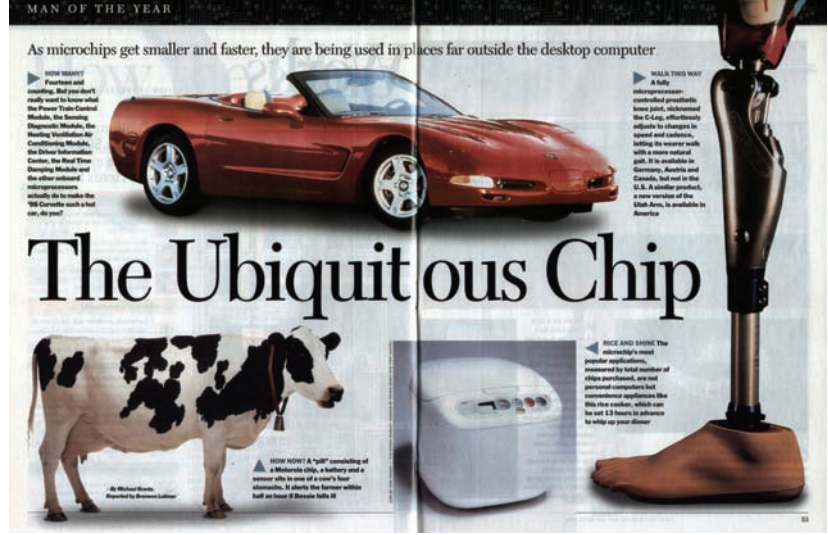 MAN OF THE YEAR
As microchips get smaller and faster, they are being used in places far outside the desktop computer
HOW MANY?
Fourteen and
counting. But you don't
really want to know what
the Power Train Control
Module, the Sensing
Diagnostic Module, the
Heating Ventilation Air
Conditioning Module,
the Driver Information
Center, the Real Time
Damping Module and
the other onboard
microprocessors
actually do to make the
'98 Corvette such a hot
car, do you?
WALK THIS WAY
A fully
microprocessor-
controlled prosthetic
knee joint, nicknamed
the C-Leg, effortlessly
adjusts to changes in
speed and cadence,
letting its wearer walk
with a more natural
gait. It is available in
Germany, Austria and
Canada, but not in the
U.S. A similar product,
a new version of the
Utah Arm, is available in
America
The Ubiquitous Chip
RICE AND SHINE The
microchip's most
popular applications,
measured by total number of
chips purchased, are not
personal computers but
convenience appliances like
this rice cooker, which can
be set 13 hours in advance
to whip up your dinner
HOW NOW? A "pill" consisting of
a Motorola chip, a battery and a
sensor sits in one of a cow's four
stomachs. It alerts the farmer within
half an hour if Bessie falls ill
By Michael Krantz.
Reported by
53